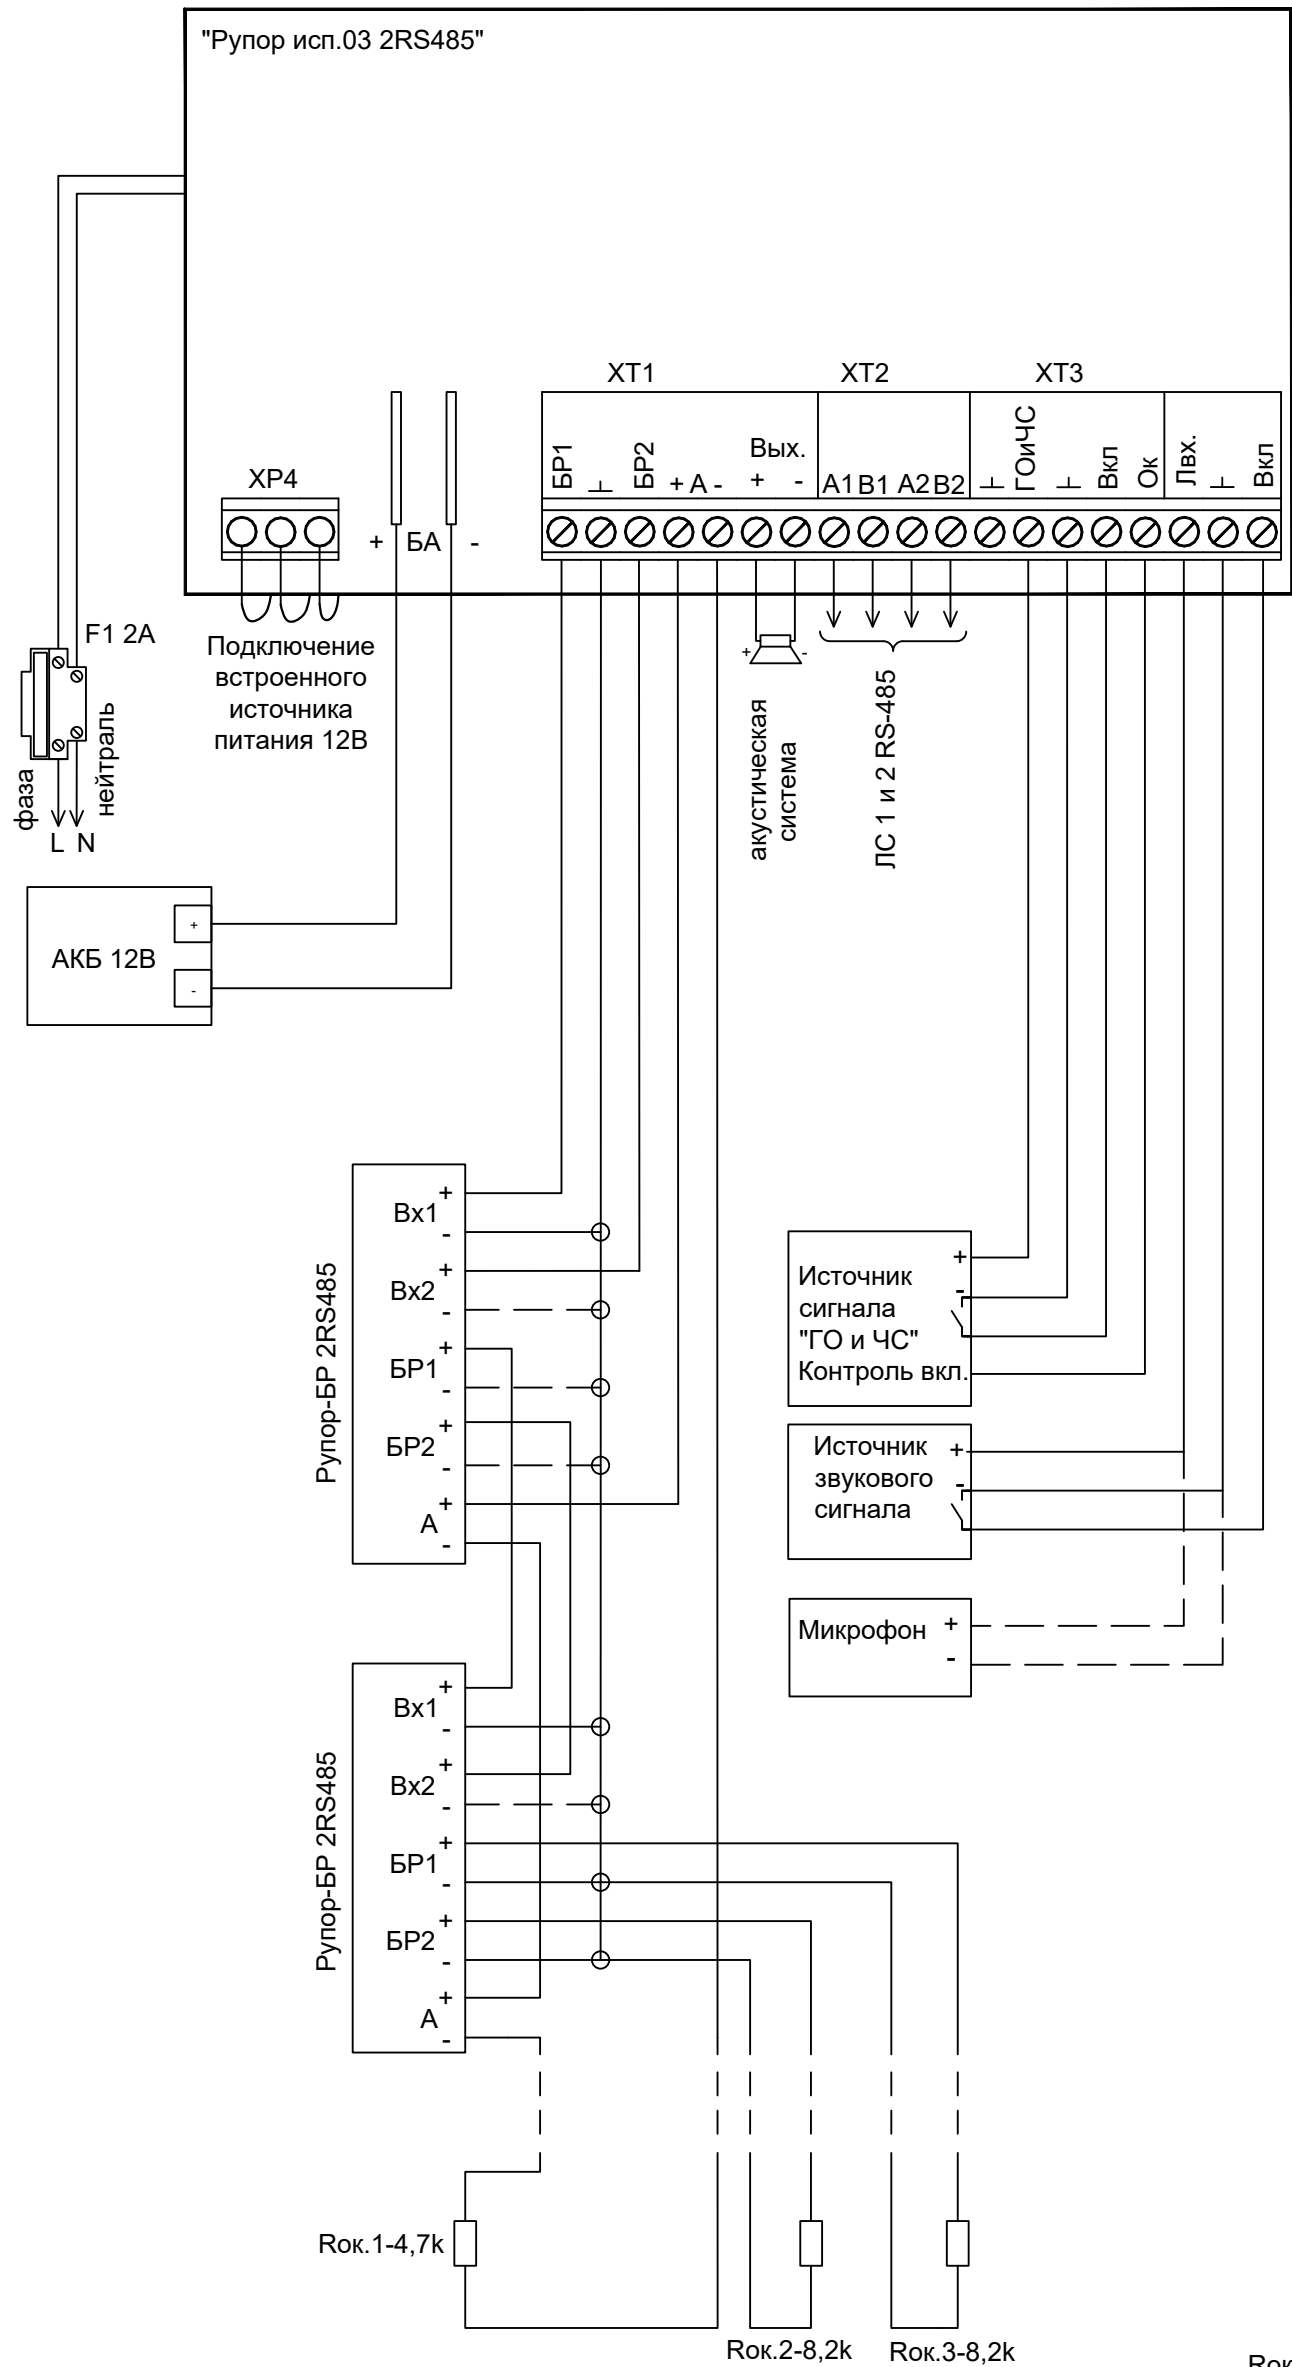 "Рупор исп.03 2RS485"
XT1
XT2
XT3
БР1
БР2
+ А -
Вых.
+ -
А1 В1 А2 В2
ГОиЧС
Вкл
Ок
Лвх.
Вкл
ХР4
+ БА -
F1 2А
Подключение
встроенного
источника
питания 12В
фаза
нейтраль
L N
+ -
акустическая
система
ЛС 1 и 2 RS-485
АКБ 12В
+
-
Рупор-БР 2RS485
+
Вх1
-
+
Вх2
-
+
БР1
-
+
БР2
-
+
А
-
Источник
сигнала
"ГО и ЧС"
Контроль вкл.
+
-
Источник
звукового
сигнала
+
-
Микрофон
+
-
Рупор-БР 2RS485
+
Вх1
-
+
Вх2
-
+
БР1
-
+
БР2
-
+
А
-
Rок.1-4,7k
Rок.2-8,2k
Rок.3-8,2k